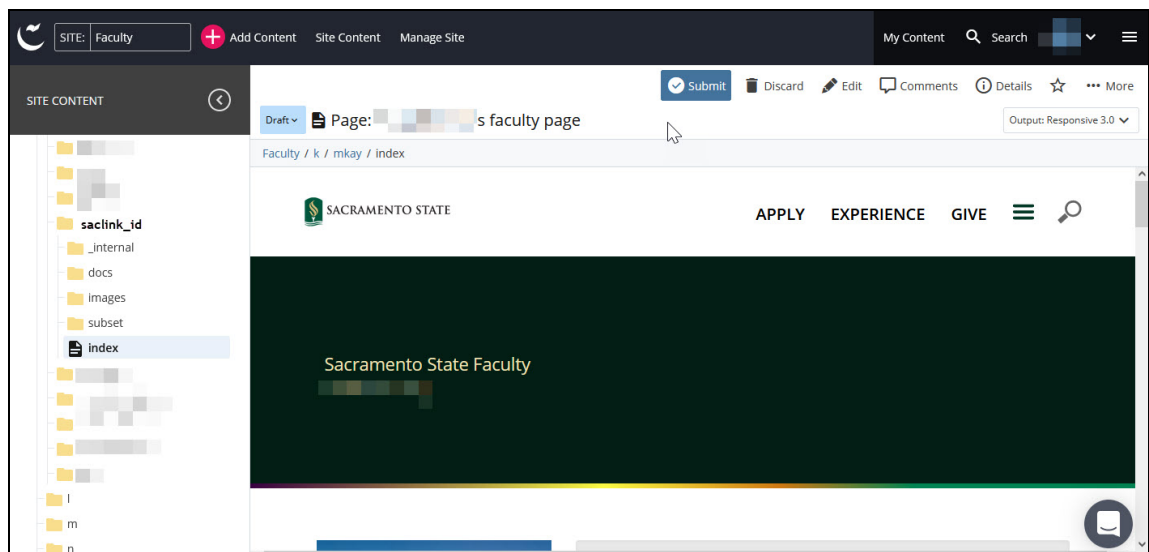 SITE: Faculty Add Content Site Content Manage Site My Content Search
SITE CONTENT
Submit Discard Edit Comments Details More
Draft Page: s faculty page Output: Responsive 3.0
Faculty / k / mkay / index
saclink_id
_internal
docs
images
subset
index
l
m
n
SACRAMENTO STATE APPLY EXPERIENCE GIVE
Sacramento State Faculty